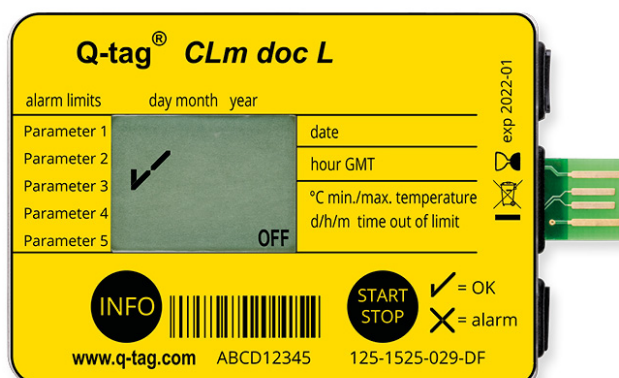 Q-tag® CLm doc L
alarm limits day month year
Parameter 1
Parameter 2
Parameter 3
Parameter 4
Parameter 5
OFF
date
hour GMT
°C min./max. temperature
d/h/m time out of limit
exp 2022-01
INFO
START
STOP
✓ = OK
✗ = alarm
www.q-tag.com ABCD12345 125-1525-029-DF